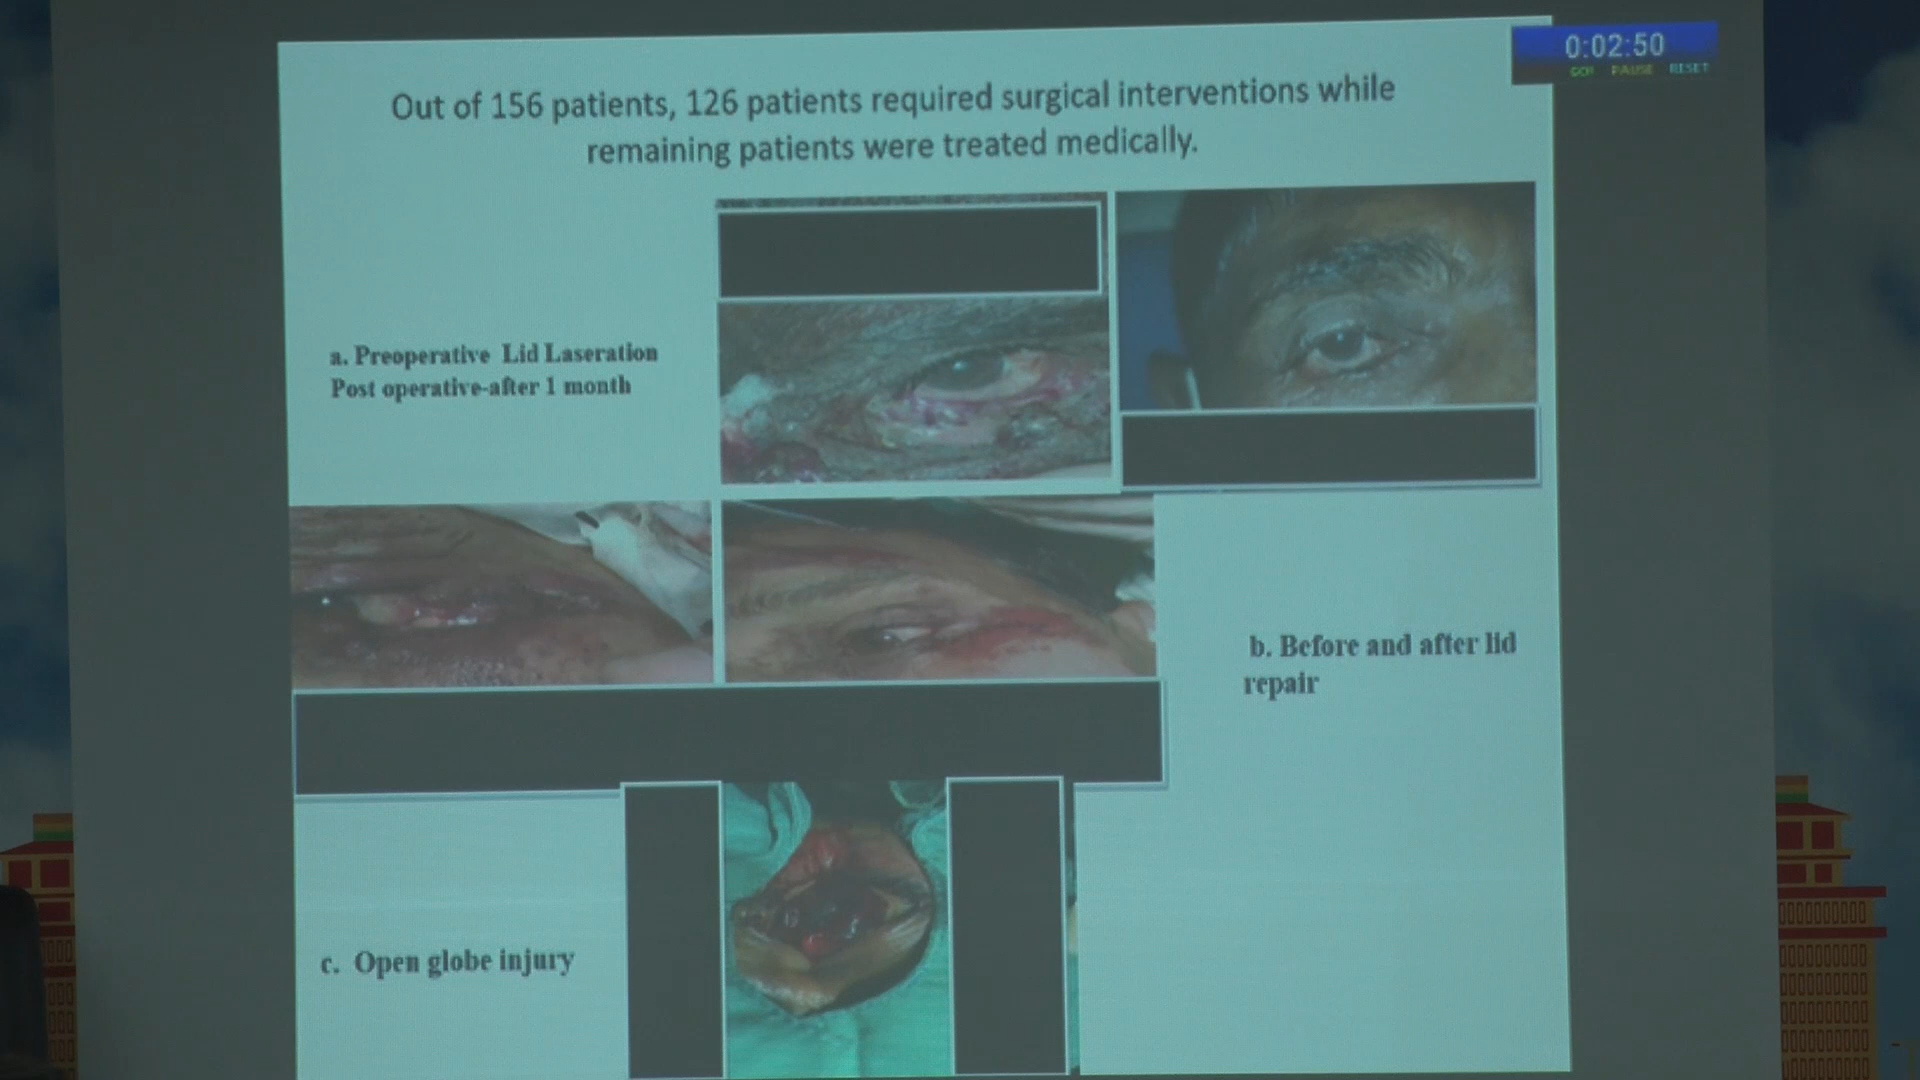 0:02:50
GO! PAUSE RESET
Out of 156 patients, 126 patients required surgical interventions while
remaining patients were treated medically.
a. Preoperative Lid Laseration
Post operative-after 1 month
b. Before and after lid
repair
c. Open globe injury